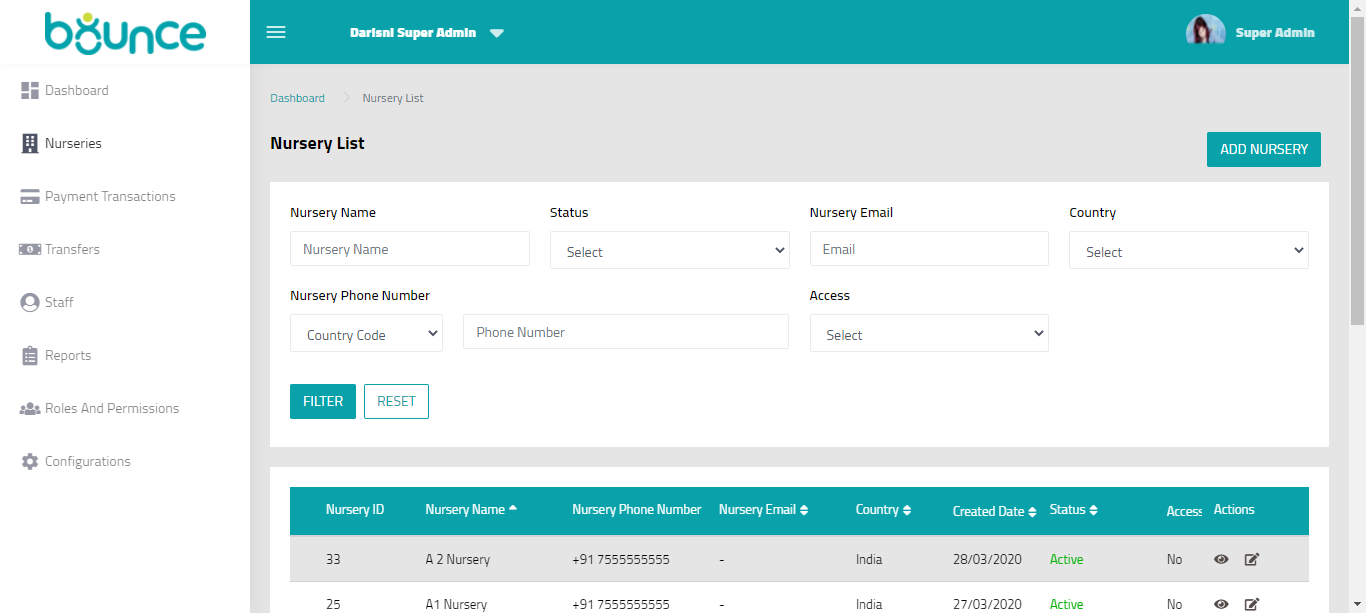 bounce
Darisni Super Admin
Super Admin
Dashboard
Nurseries
Payment Transactions
Transfers
Staff
Reports
Roles And Permissions
Configurations
Dashboard Nursery List
Nursery List
ADD NURSERY
Nursery Name Status Nursery Email Country
Nursery Name Select Email Select
Nursery Phone Number Access
Country Code Phone Number Select
FILTER RESET
Nursery ID Nursery Name Nursery Phone Number Nursery Email Country Created Date Status Access Actions
33 A 2 Nursery +91 7555555555 - India 28/03/2020 Active No
25 A1 Nursery +91 7555555555 - India 27/03/2020 Active No